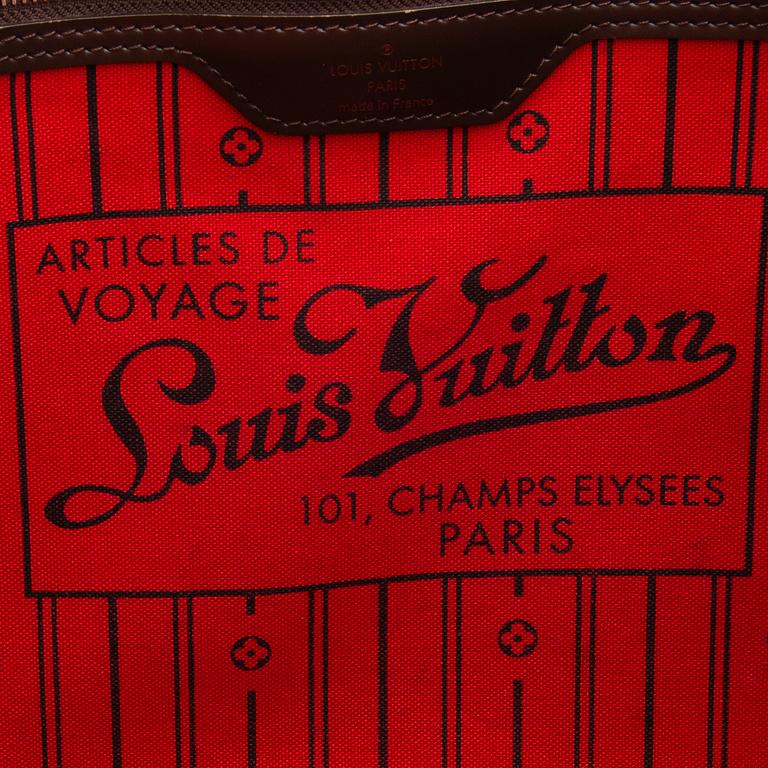 ®
LOUIS VUITTON
PARIS
made in France
ARTICLES DE
VOYAGE
Louis Vuitton
101, CHAMPS ELYSEES
PARIS